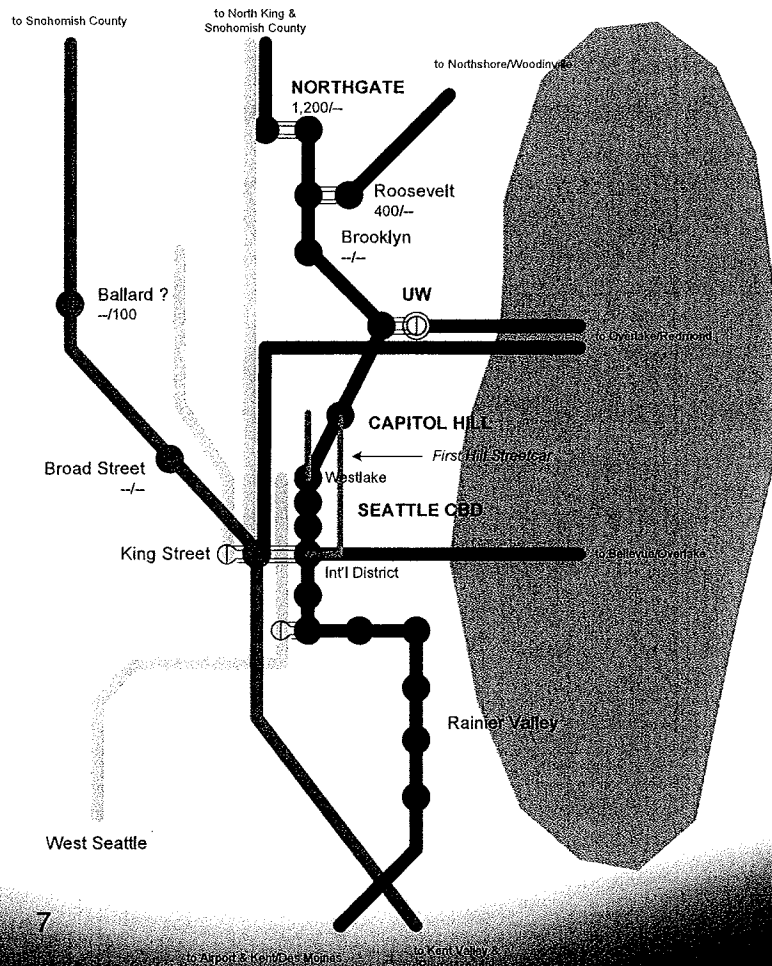 to Snohomish County
to North King &
Snohomish County
to Northshore/Woodinville
NORTHGATE
1,200/--
Roosevelt
400/--
Brooklyn
--/--
UW
Ballard ?
--/100
to Overlake/Redmond
CAPITOL HILL
First Hill Streetcar
Broad Street
--/--
Westlake
SEATTLE CBD
King Street
Int'l District
to Bellevue/Overlake
Rainier Valley
West Seattle
7
to Airport & Kent/Des Moines
to Kent Valley &